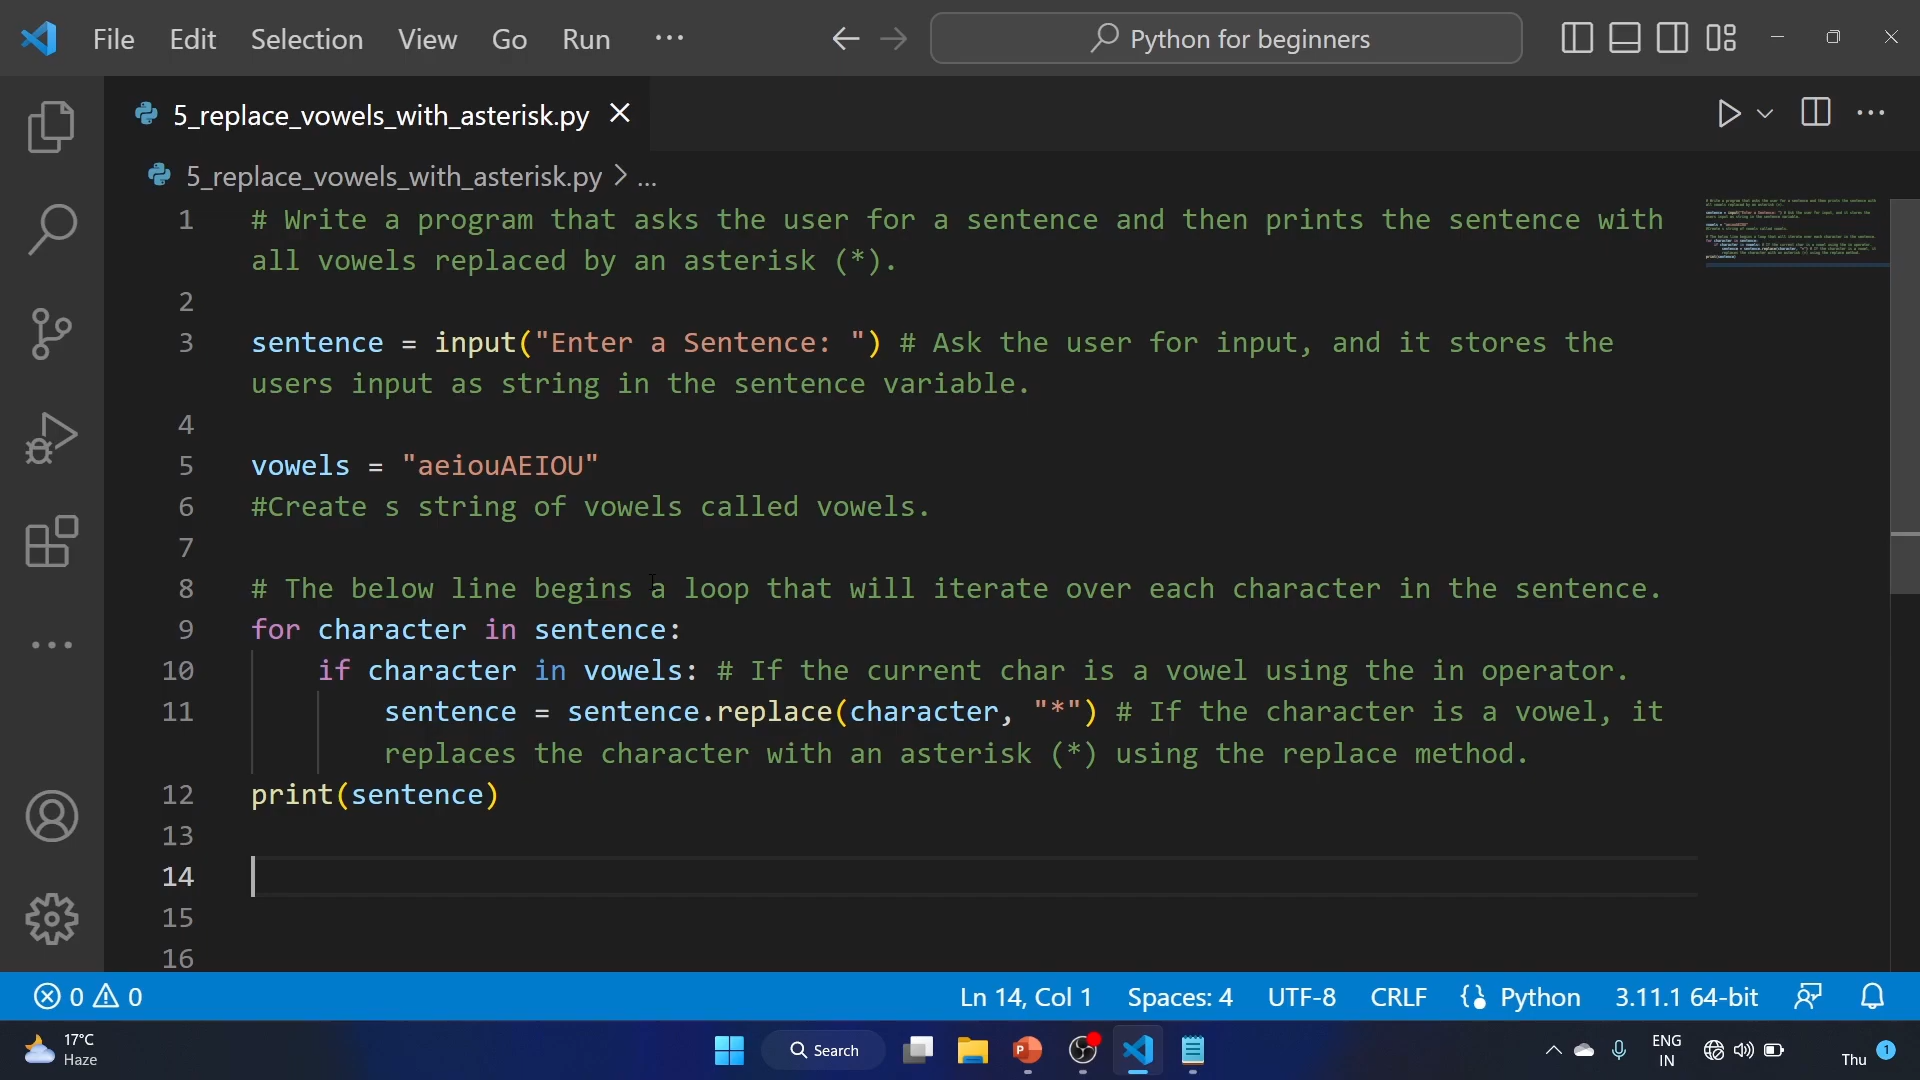 File Edit Selection View Go Run ... Python for beginners
5_replace_vowels_with_asterisk.py
5_replace_vowels_with_asterisk.py > ...
1 # Write a program that asks the user for a sentence and then prints the sentence with
all vowels replaced by an asterisk (*).
2
3 sentence = input("Enter a Sentence: ") # Ask the user for input, and it stores the
users input as string in the sentence variable.
4
5 vowels = "aeiouAEIOU"
6 #Create s string of vowels called vowels.
7
8 # The below line begins a loop that will iterate over each character in the sentence.
9 for character in sentence:
10 if character in vowels: # If the current char is a vowel using the in operator.
11 sentence = sentence.replace(character, "*") # If the character is a vowel, it
replaces the character with an asterisk (*) using the replace method.
12 print(sentence)
13
14
15
16
0 0 Ln 14, Col 1 Spaces: 4 UTF-8 CRLF Python 3.11.1 64-bit
17°C
Haze
Search
ENG
IN
Thu 1